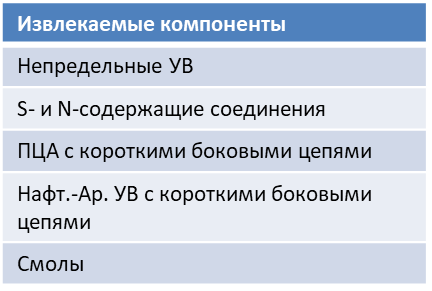 Извлекаемые компоненты
Непредельные УВ
S- и N-содержащие соединения
ПЦА с короткими боковыми цепями
Нафт.-Ар. УВ с короткими боковыми
цепями
Смолы